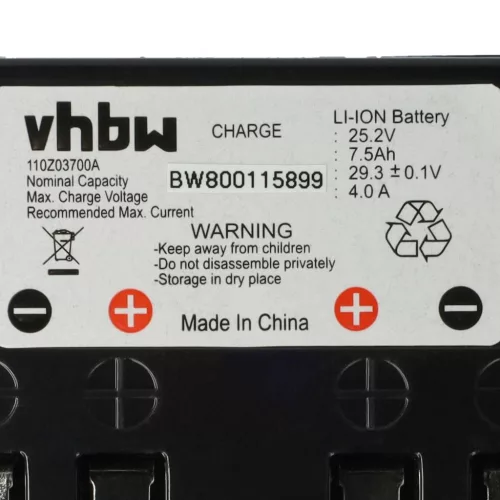 vhbw
CHARGE
LI-ION Battery
110Z03700A
: 25.2V
Nominal Capacity
: 7.5Ah
Max. Charge Voltage
: 29.3 ±0.1V
Recommended Max. Current
: 4.0 A
BW800115899
WARNING
-Keep away from children
-Do not disassemble privately
-Storage in dry place
Made In China